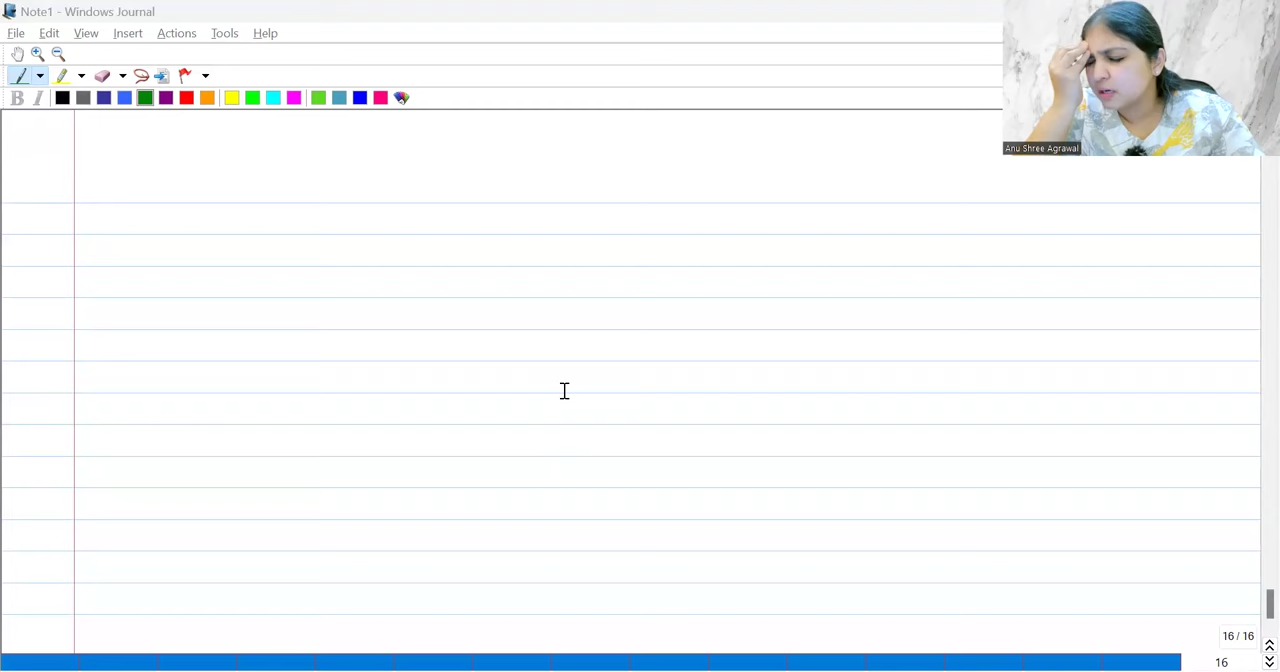 Note1 - Windows Journal
File Edit View Insert Actions Tools Help
B I
Anu Shree Agrawal
16 / 16
16